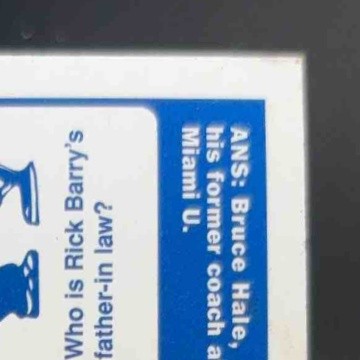 Who is Rick Barry's
father-in law?
ANS: Bruce Hale,
his former coach a
Miami U.